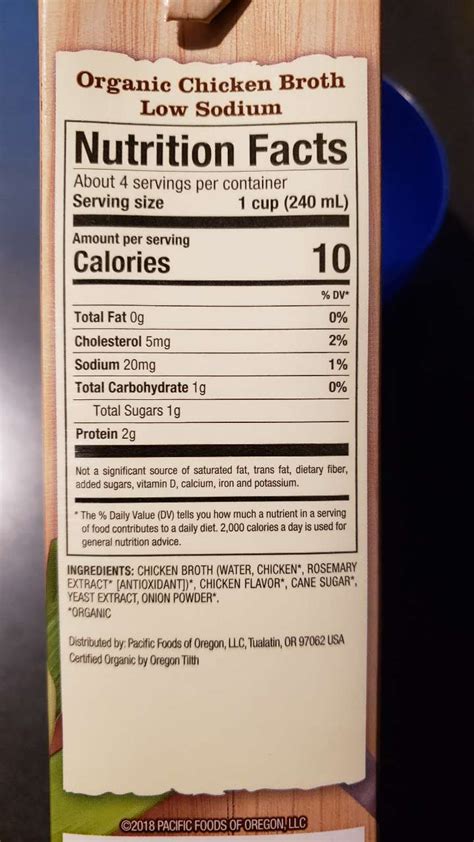 Organic Chicken Broth
Low Sodium
Nutrition Facts
About 4 servings per container
Serving size 1 cup (240 mL)
Amount per serving
Calories 10
% DV*
Total Fat 0g 0%
Cholesterol 5mg 2%
Sodium 20mg 1%
Total Carbohydrate 1g 0%
Total Sugars 1g
Protein 2g
Not a significant source of saturated fat, trans fat, dietary fiber,
added sugars, vitamin D, calcium, iron and potassium.
* The % Daily Value (DV) tells you how much a nutrient in a serving
of food contributes to a daily diet. 2,000 calories a day is used for
general nutrition advice.
INGREDIENTS: CHICKEN BROTH (WATER, CHICKEN*, ROSEMARY
EXTRACT* [ANTIOXIDANT])*, CHICKEN FLAVOR*, CANE SUGAR*,
YEAST EXTRACT, ONION POWDER*.
*ORGANIC
Distributed by: Pacific Foods of Oregon, LLC, Tualatin, OR 97062 USA
Certified Organic by Oregon Tilth
©2018 PACIFIC FOODS OF OREGON, LLC